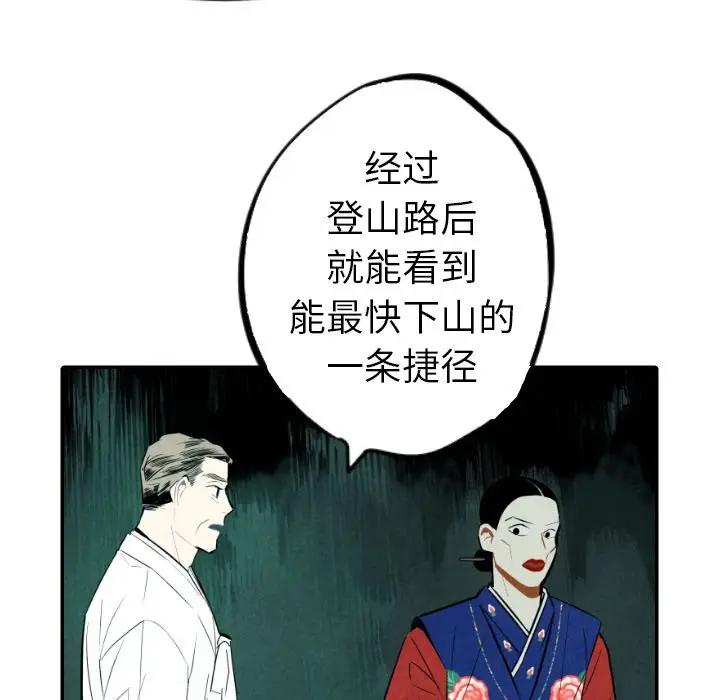 经过
登山路后
就能看到
能最快下山的
一条捷径